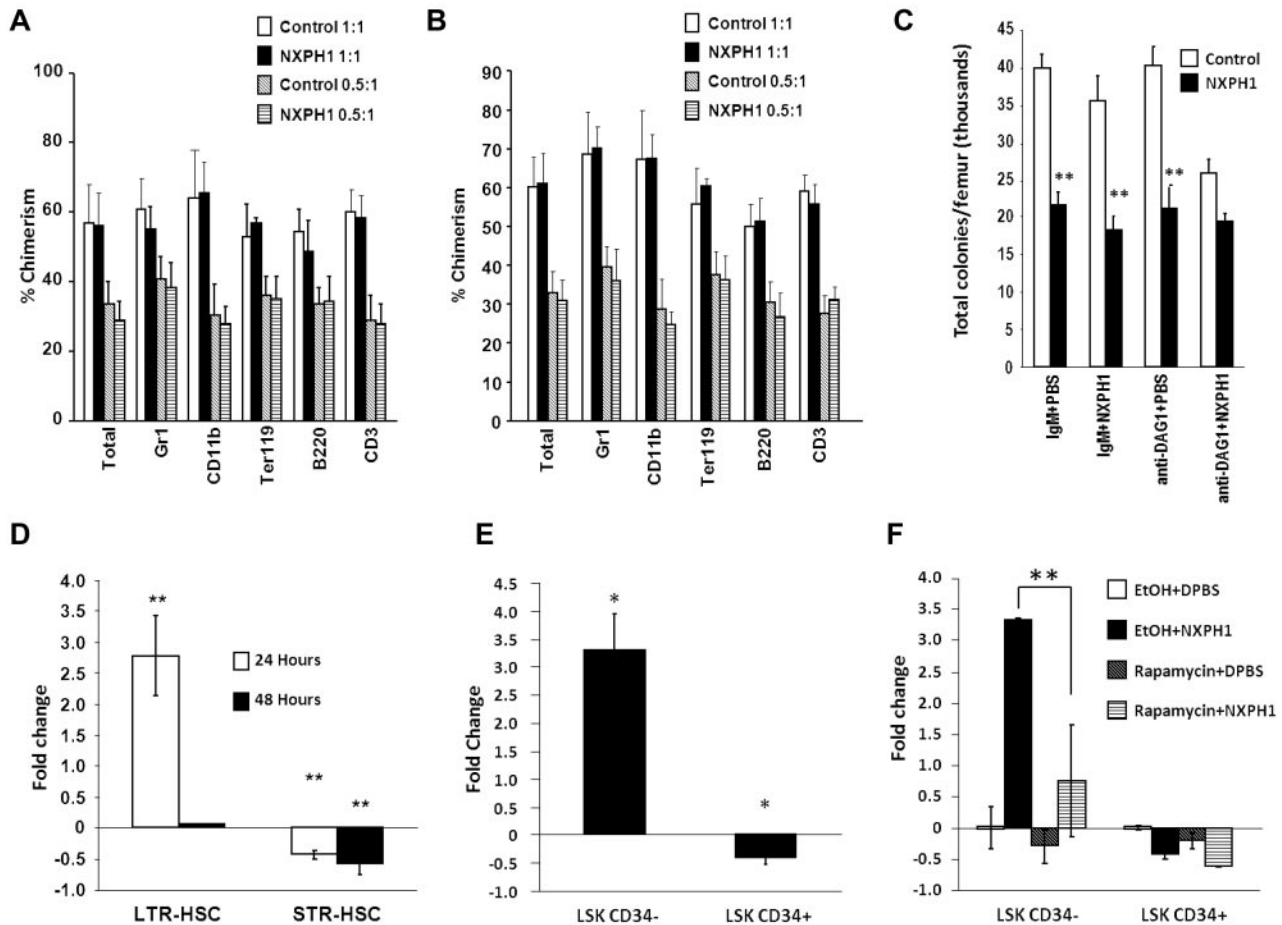 A
Control 1:1
NXPH1 1:1
Control 0.5:1
NXPH1 0.5:1
100
80
60
40
20
0
% Chimerism
Total
Gr1
CD11b
Ter119
B220
CD3
B
Control 1:1
NXPH1 1:1
Control 0.5:1
NXPH1 0.5:1
90
80
70
60
50
40
30
20
10
0
% Chimerism
Total
Gr1
CD11b
Ter119
B220
CD3
C
Control
NXPH1
45
40
35
30
25
20
15
10
5
0
Total colonies/femur (thousands)
**
**
**
IgM+PBS
IgM+NXPH1
anti-DAG1+PBS
anti-DAG1+NXPH1
D
4.0
3.5
3.0
2.5
2.0
1.5
1.0
0.5
0
-0.5
-1.0
Fold change
**
**
**
24 Hours
48 Hours
LTR-HSC
STR-HSC
E
4.5
4.0
3.5
3.0
2.5
2.0
1.5
1.0
0.5
0
-0.5
-1.0
Fold Change
*
*
LSK CD34-
LSK CD34+
F
4.0
3.5
3.0
2.5
2.0
1.5
1.0
0.5
0
-0.5
-1.0
Fold change
**
EtOH+DPBS
EtOH+NXPH1
Rapamycin+DPBS
Rapamycin+NXPH1
LSK CD34-
LSK CD34+